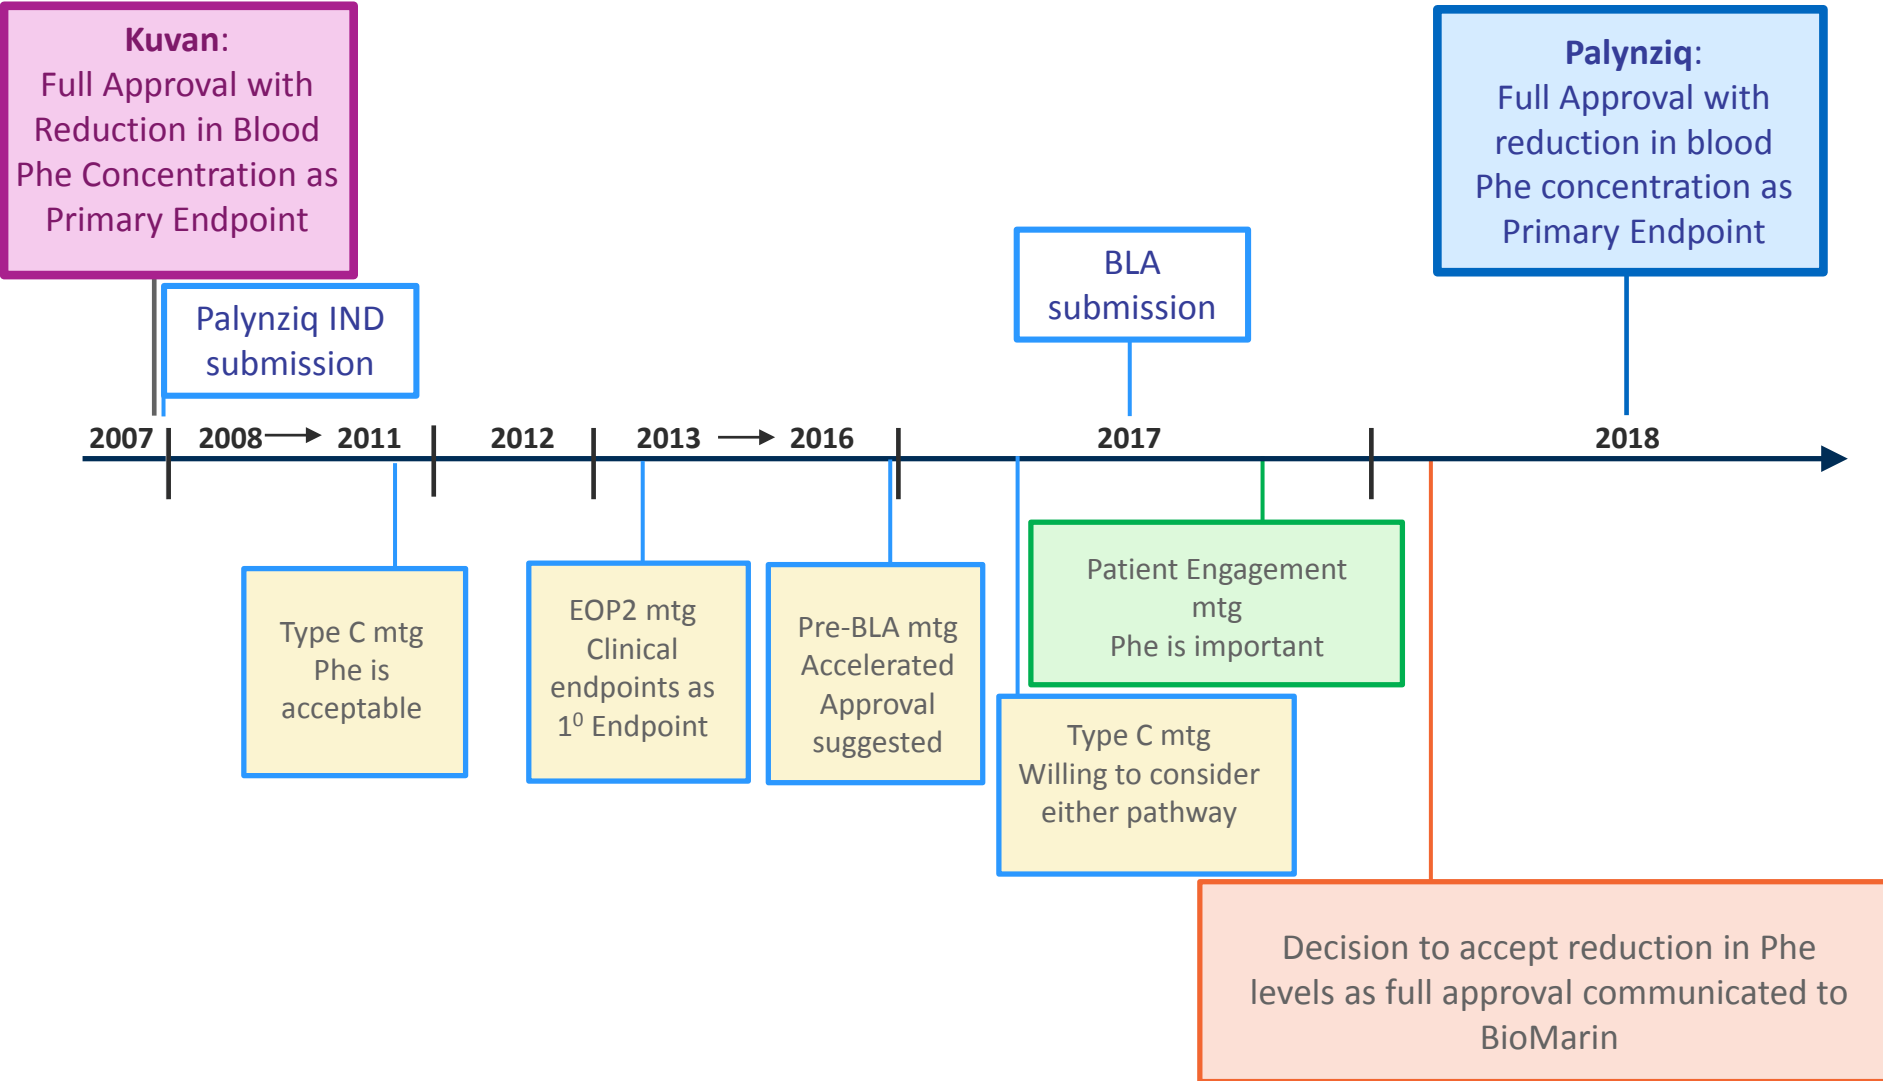 Kuvan:
Full Approval with
Reduction in Blood
Phe Concentration as
Primary Endpoint
Palynziq:
Full Approval with
reduction in blood
Phe concentration as
Primary Endpoint
Palynziq IND
submission
BLA
submission
2007 2008 → 2011 2012 2013 → 2016 2017 2018
Type C mtg
Phe is
acceptable
EOP2 mtg
Clinical
endpoints as
1⁰ Endpoint
Pre-BLA mtg
Accelerated
Approval
suggested
Patient Engagement
mtg
Phe is important
Type C mtg
Willing to consider
either pathway
Decision to accept reduction in Phe
levels as full approval communicated to
BioMarin